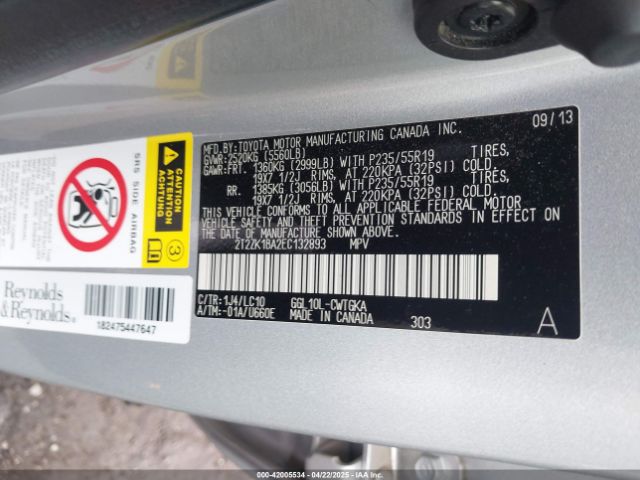 3
ATTENTION
ACHTUNG
SRS SIDE AIRBAG
Reynolds
& Reynolds®
182475447647
MFD.BY: TOYOTA MOTOR MANUFACTURING CANADA INC. 09/13
GVWR: 2520KG (5560LB)
GAWR: FRT. 1360KG (2999LB) WITH P235/55R19 TIRES,
19X7 1/2J RIMS, AT 220KPA (32PSI) COLD.
RR. 1385KG (3056LB) WITH P235/55R19 TIRES,
19X7 1/2J RIMS, AT 220KPA (32PSI) COLD.
THIS VEHICLE CONFORMS TO ALL APPLICABLE FEDERAL MOTOR
VEHICLE SAFETY AND THEFT PREVENTION STANDARDS IN EFFECT
ON THE DATE OF MANUFACTURE SHOWN ABOVE.
2T2ZK1BA2EC132893 MPV
C/TR: 1J4/LC10 GGL10L-CWTGKA
A/TM:-01A/U660E MADE IN CANADA 303 A
000-42005534 - 04/22/2025 - IAAI.COM